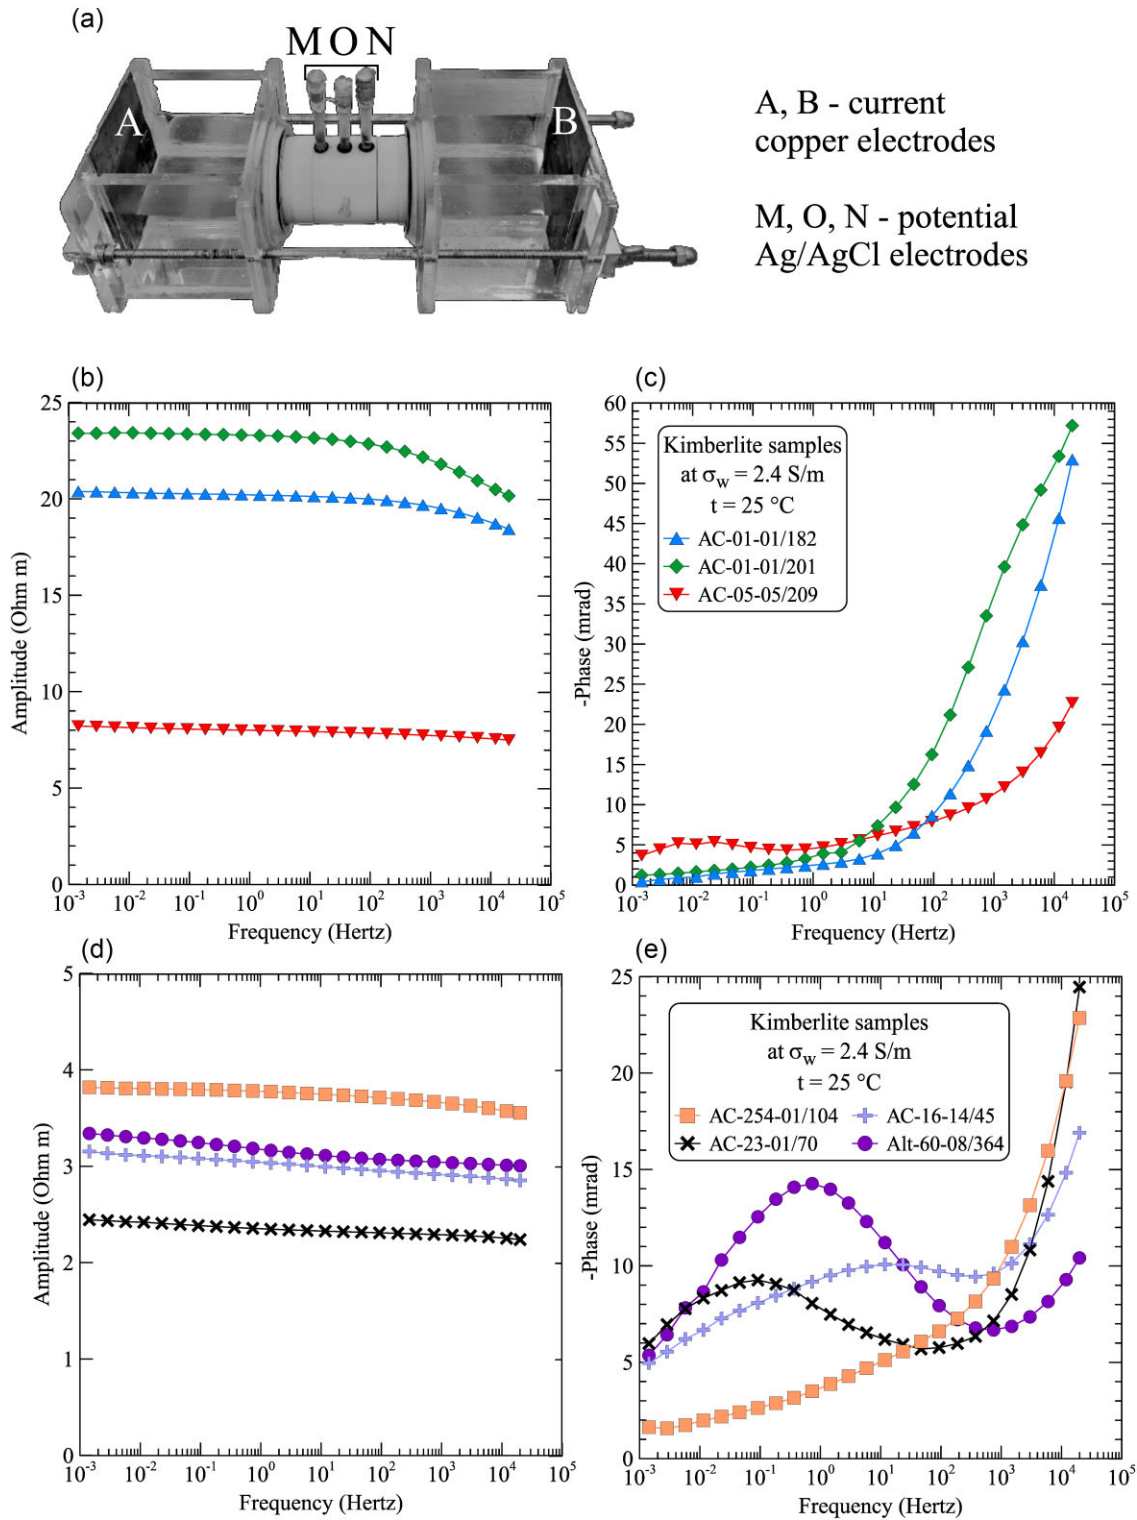 (a)
M O N
A
B
A, B - current
copper electrodes
M, O, N - potential
Ag/AgCl electrodes
(b)
25
20
15
10
5
0
Amplitude (Ohm m)
10⁻³ 10⁻² 10⁻¹ 10⁰ 10¹ 10² 10³ 10⁴ 10⁵
Frequency (Hertz)
(c)
60
55
50
45
40
35
30
25
20
15
10
5
0
-Phase (mrad)
Kimberlite samples
at σw = 2.4 S/m
t = 25 °C
AC-01-01/182
AC-01-01/201
AC-05-05/209
10⁻³ 10⁻² 10⁻¹ 10⁰ 10¹ 10² 10³ 10⁴ 10⁵
Frequency (Hertz)
(d)
5
4
3
2
1
0
Amplitude (Ohm m)
10⁻³ 10⁻² 10⁻¹ 10⁰ 10¹ 10² 10³ 10⁴ 10⁵
Frequency (Hertz)
(e)
25
20
15
10
5
0
-Phase (mrad)
Kimberlite samples
at σw = 2.4 S/m
t = 25 °C
AC-254-01/104 AC-16-14/45
AC-23-01/70 Alt-60-08/364
10⁻³ 10⁻² 10⁻¹ 10⁰ 10¹ 10² 10³ 10⁴ 10⁵
Frequency (Hertz)